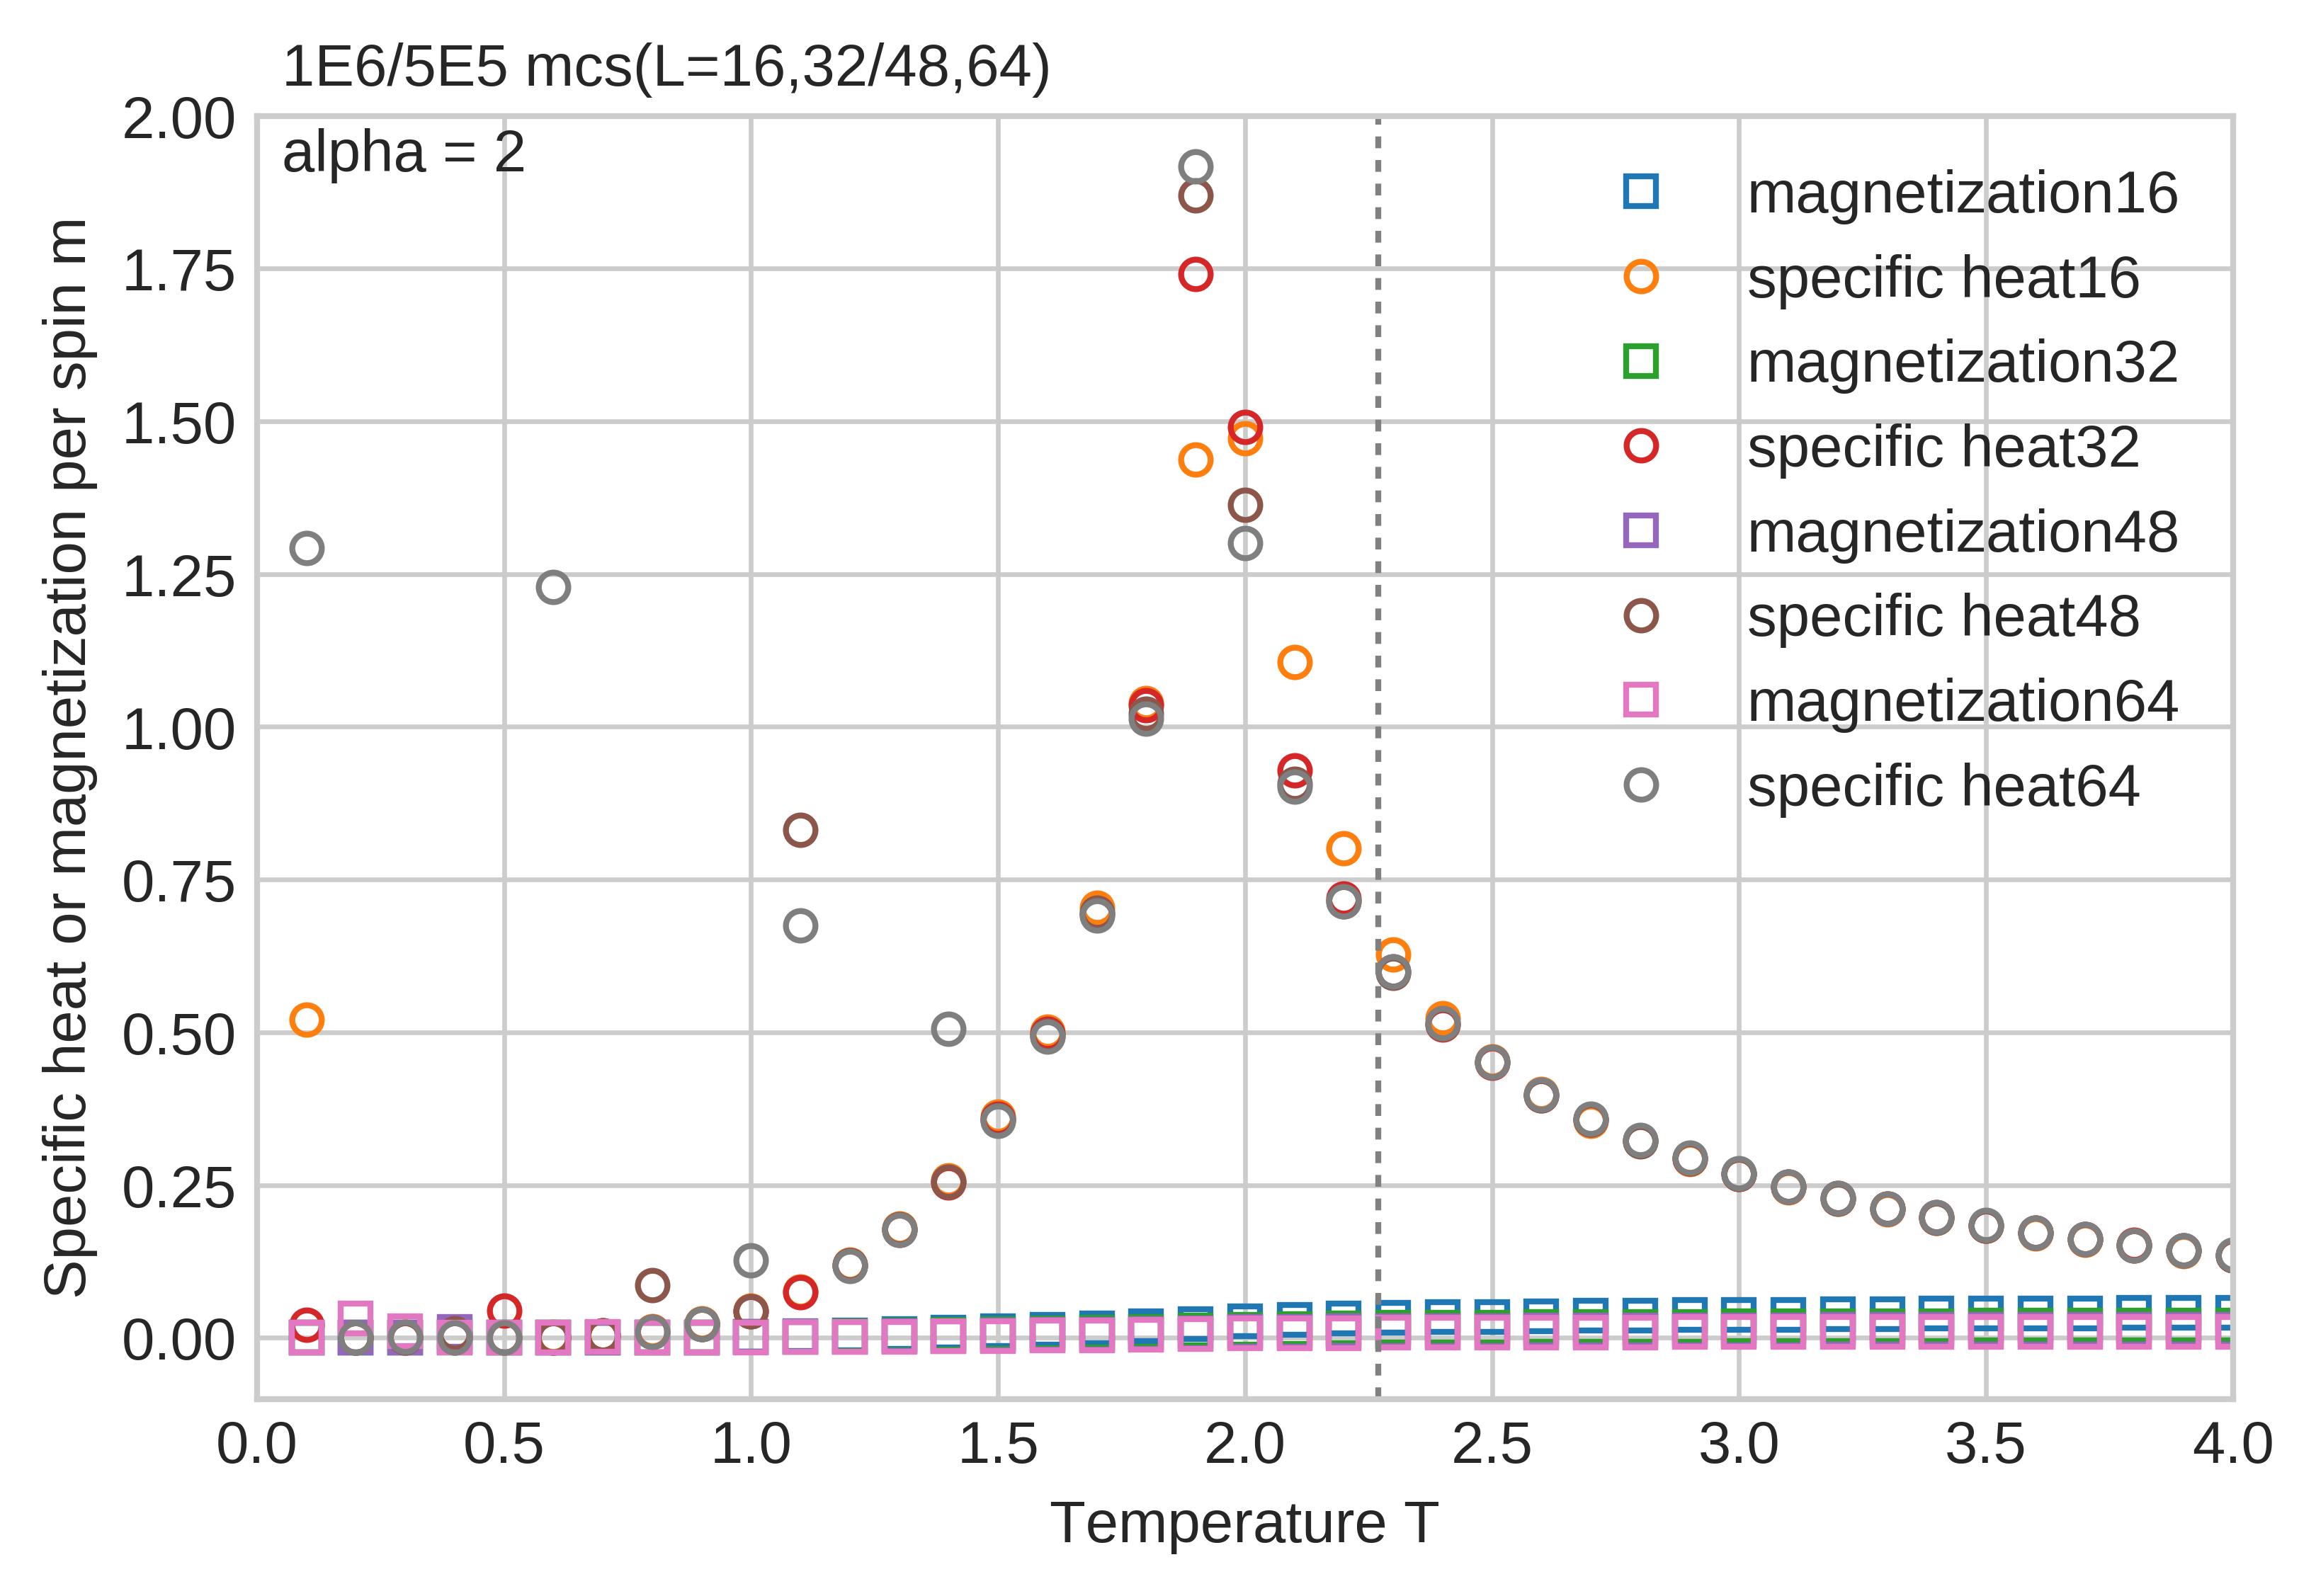 1E6/5E5 mcs(L=16,32/48,64)
alpha = 2
2.00
1.75
1.50
1.25
1.00
0.75
0.50
0.25
0.00
Specific heat or magnetization per spin m
magnetization16
specific heat16
magnetization32
specific heat32
magnetization48
specific heat48
magnetization64
specific heat64
0.0 0.5 1.0 1.5 2.0 2.5 3.0 3.5 4.0
Temperature T